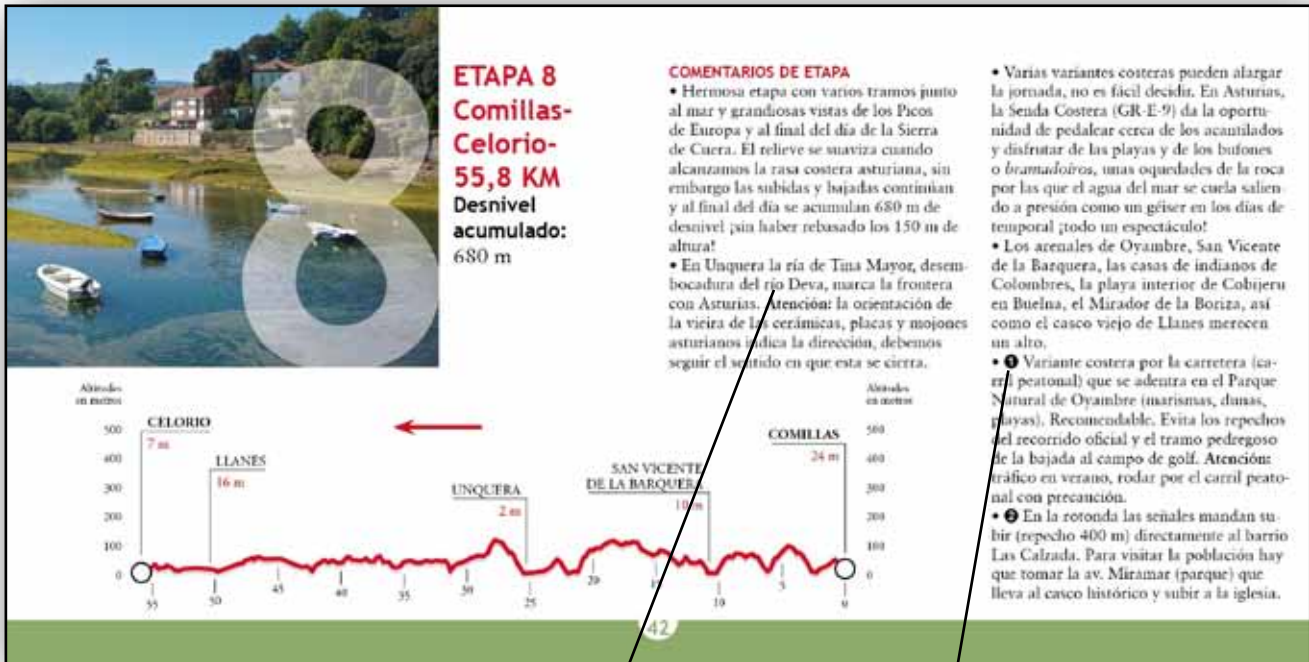 8
ETAPA 8
Comillas-
Celorio-
55,8 KM
Desnivel
acumulado:
680 m
COMENTARIOS DE ETAPA
• Hermosa etapa con varios tramos junto
al mar y grandiosas vistas de los Picos
de Europa y al final del día de la Sierra
de Cuera. El relieve se suaviza cuando
alcanzamos la rasa costera asturiana, sin
embargo las subidas y bajadas continúan
y al final del día se acumulan 680 m de
desnivel ¡sin haber rebasado los 150 m de
altura!
• En Unquera la ría de Tina Mayor, desem-
bocadura del río Deva, marca la frontera
con Asturias. Atención: la orientación de
la vieira de las cerámicas, placas y mojones
asturianos indica la dirección, debemos
seguir el sentido en que esta se cierra.
• Varias variantes costeras pueden alargar
la jornada, no es fácil decidir. En Asturias,
la Senda Costera (GR-E-9) da la oportu-
nidad de pedalear cerca de los acantilados
y disfrutar de las playas y de los bufones
o bramadoiros, unas oquedades de la roca
por las que el agua del mar se cuela salien-
do a presión como un géiser en los días de
temporal ¡todo un espectáculo!
• Los arenales de Oyambre, San Vicente
de la Barquera, las casas de indianos de
Colombres, la playa interior de Cobijeru
en Buelna, el Mirador de la Boriza, así
como el casco viejo de Llanes merecen
un alto.
• ❶ Variante costera por la carretera (ca-
rril peatonal) que se adentra en el Parque
Natural de Oyambre (marismas, dunas,
playas). Recomendable. Evita los repechos
del recorrido oficial y el tramo pedregoso
de la bajada al campo de golf. Atención:
tráfico en verano, rodar por el carril peato-
nal con precaución.
• ❷ En la rotonda las señales mandan su-
bir (repecho 400 m) directamente al barrio
Las Calzada. Para visitar la población hay
que tomar la av. Miramar (parque) que
lleva al casco histórico y subir a la iglesia.
Altitudes
en metros
500
400
300
200
100
0
CELORIO
7 m
LLANES
16 m
UNQUERA
2 m
SAN VICENTE
DE LA BARQUERA
10 m
COMILLAS
24 m
Altitudes
en metros
500
400
300
200
100
0
55 50 45 40 35 30 25 20 15 10 5 0
42